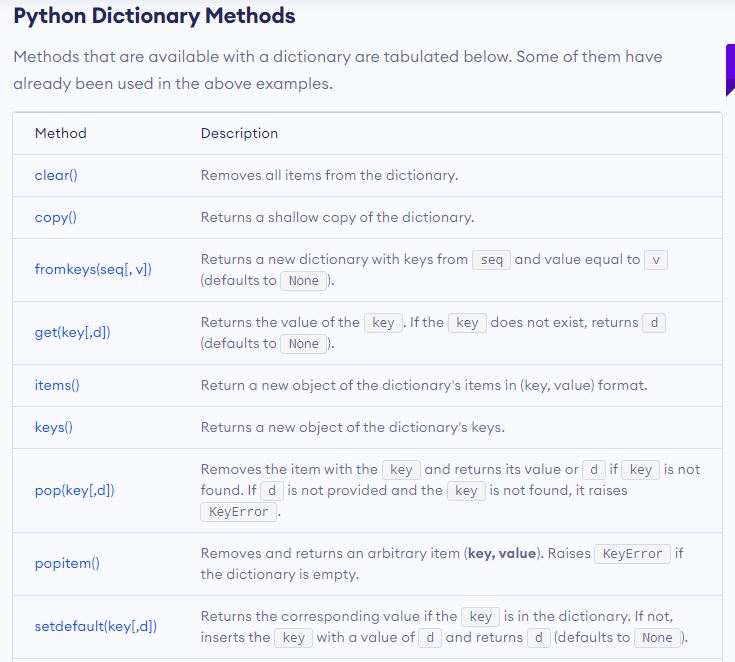 Python Dictionary Methods
Methods that are available with a dictionary are tabulated below. Some of them have
already been used in the above examples.
Method Description
clear() Removes all items from the dictionary.
copy() Returns a shallow copy of the dictionary.
fromkeys(seq[, v]) Returns a new dictionary with keys from seq and value equal to v
(defaults to None).
get(key[,d]) Returns the value of the key. If the key does not exist, returns d
(defaults to None).
items() Return a new object of the dictionary's items in (key, value) format.
keys() Returns a new object of the dictionary's keys.
pop(key[,d]) Removes the item with the key and returns its value or d if key is not
found. If d is not provided and the key is not found, it raises
KeyError.
popitem() Removes and returns an arbitrary item (key, value). Raises KeyError if
the dictionary is empty.
setdefault(key[,d]) Returns the corresponding value if the key is in the dictionary. If not,
inserts the key with a value of d and returns d (defaults to None).